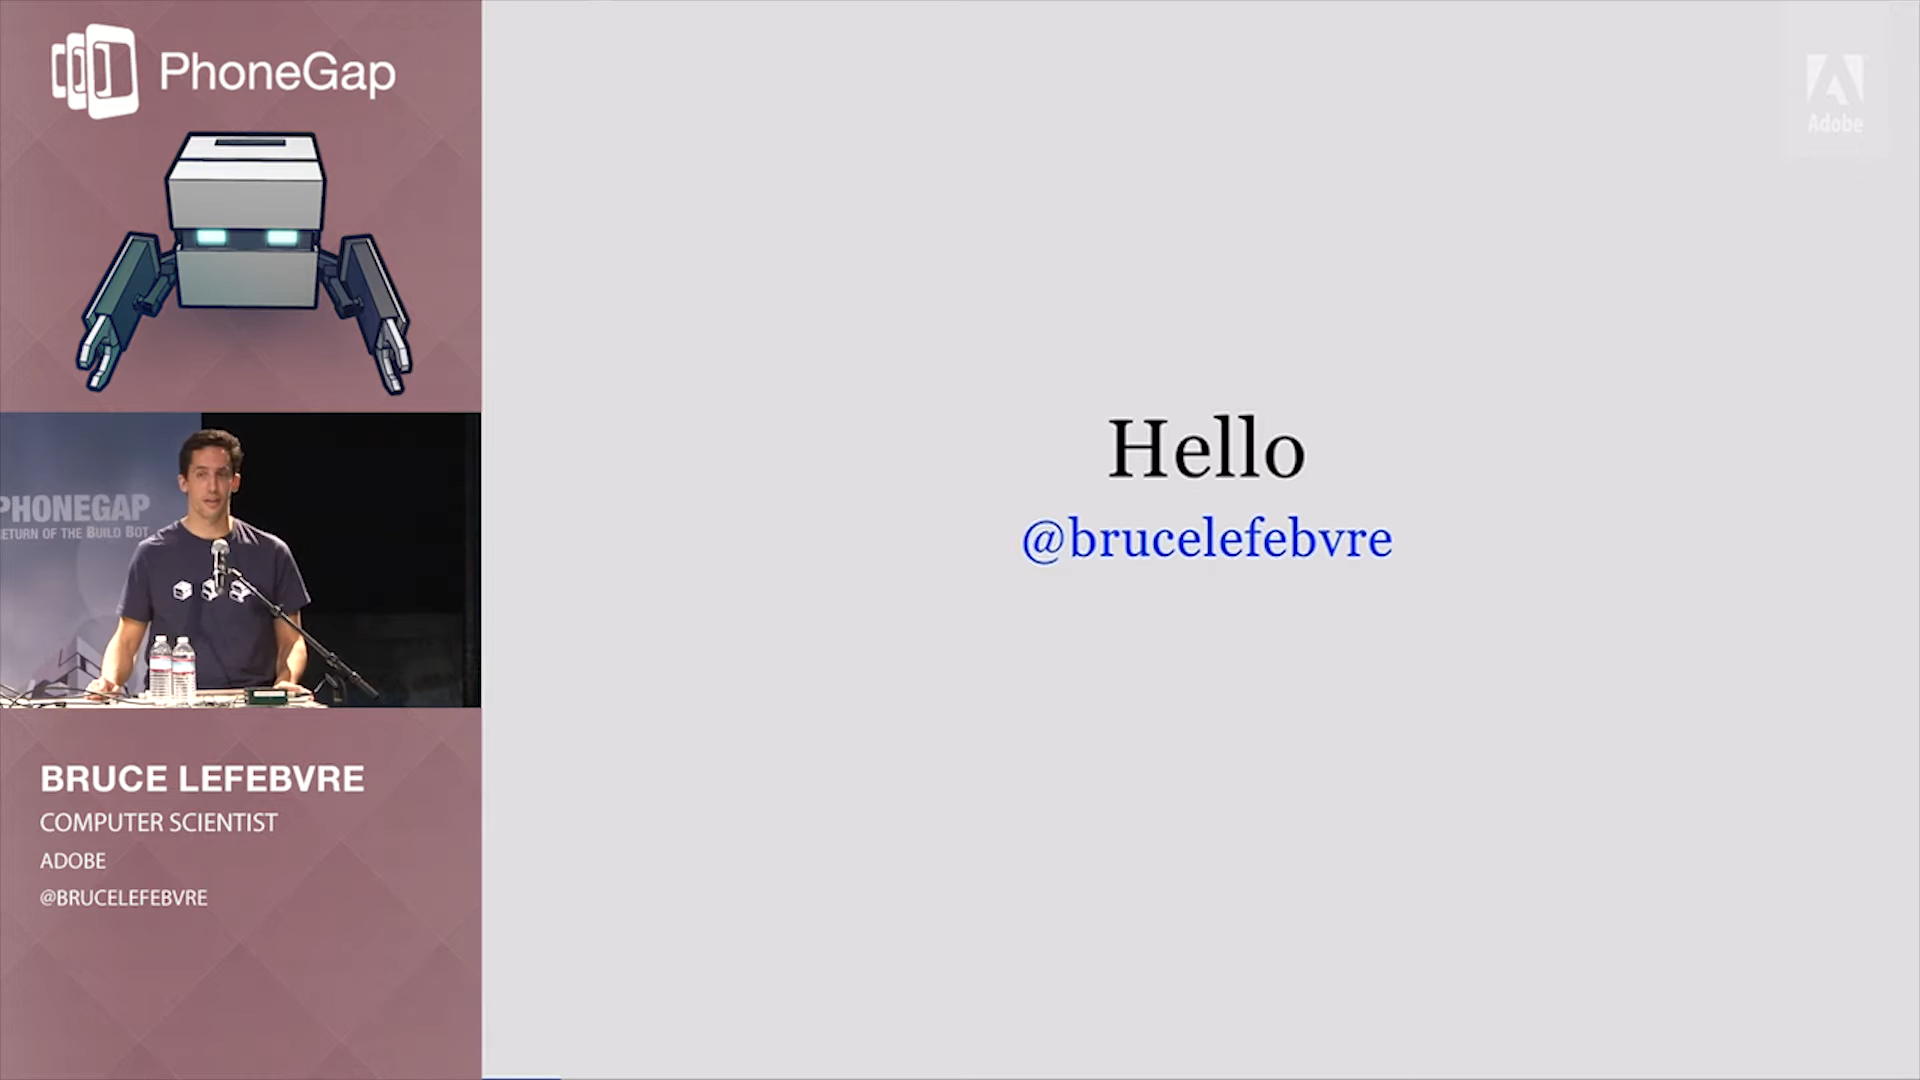 PhoneGap
PHONEGAP
ETURN OF THE BUILD BOT
BRUCE LEFEBVRE
COMPUTER SCIENTIST
ADOBE
@BRUCELEFEBVRE
Hello
@brucelefebvre
Adobe